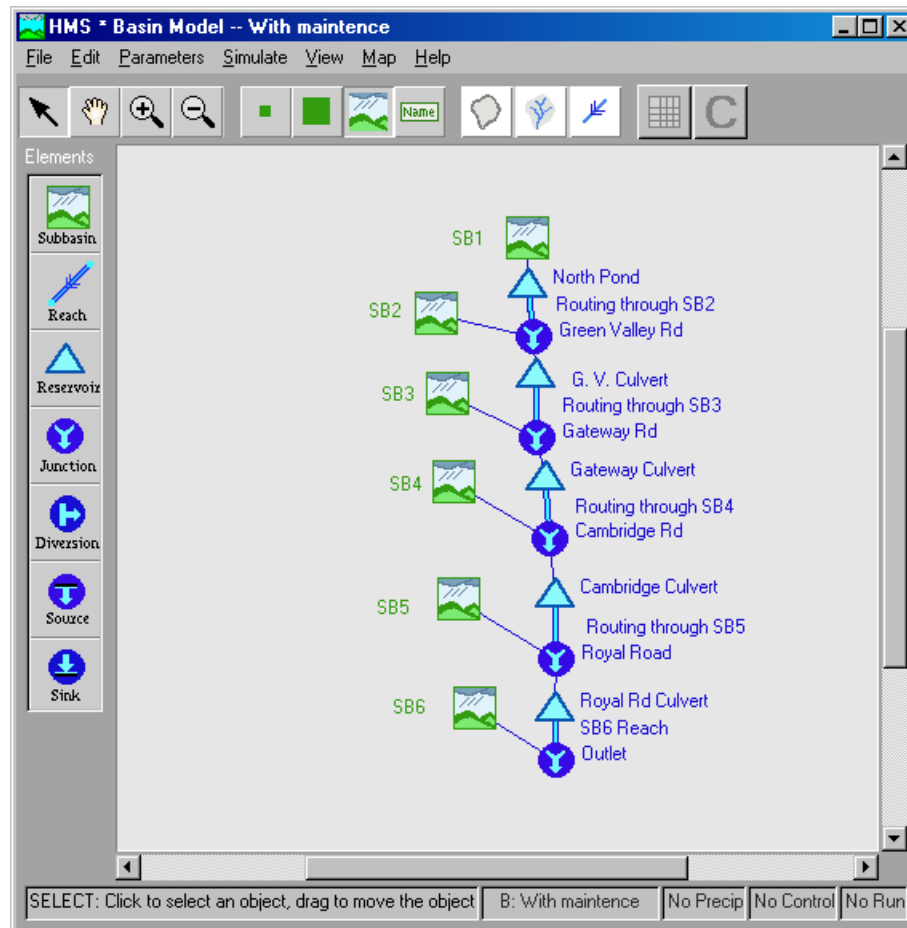 HMS * Basin Model -- With maintence
File Edit Parameters Simulate View Map Help
Name
C
Elements
Subbasin
Reach
Reservoir
Junction
Diversion
Source
Sink
SB1
North Pond
Routing through SB2
SB2
Green Valley Rd
G. V. Culvert
SB3
Routing through SB3
Gateway Rd
Gateway Culvert
SB4
Routing through SB4
Cambridge Rd
Cambridge Culvert
SB5
Routing through SB5
Royal Road
Royal Rd Culvert
SB6
SB6 Reach
Outlet
SELECT: Click to select an object, drag to move the object B: With maintence No Precip No Control No Run